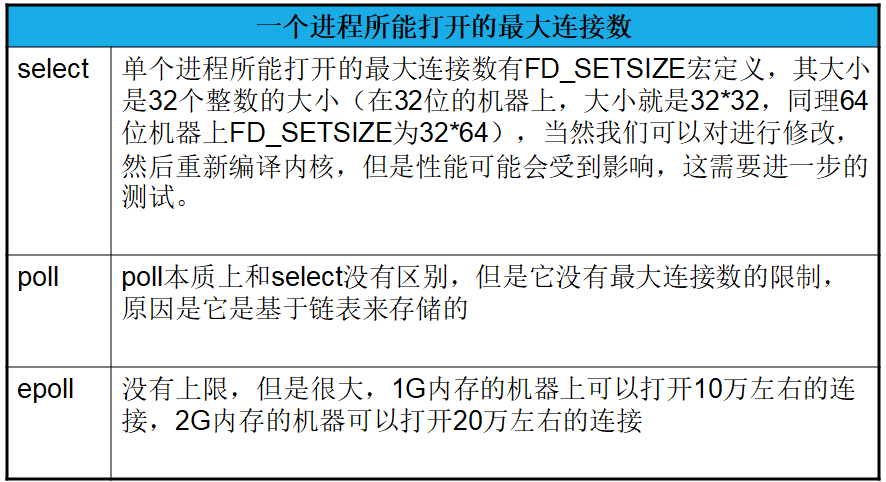 一个进程所能打开的最大连接数
select
单个进程所能打开的最大连接数有FD_SETSIZE宏定义，其大小
是32个整数的大小（在32位的机器上，大小就是32*32，同理64
位机器上FD_SETSIZE为32*64），当然我们可以对进行修改，
然后重新编译内核，但是性能可能会受到影响，这需要进一步的
测试。
poll
poll本质上和select没有区别，但是它没有最大连接数的限制，
原因是它是基于链表来存储的
epoll
没有上限，但是很大，1G内存的机器上可以打开10万左右的连
接，2G内存的机器可以打开20万左右的连接